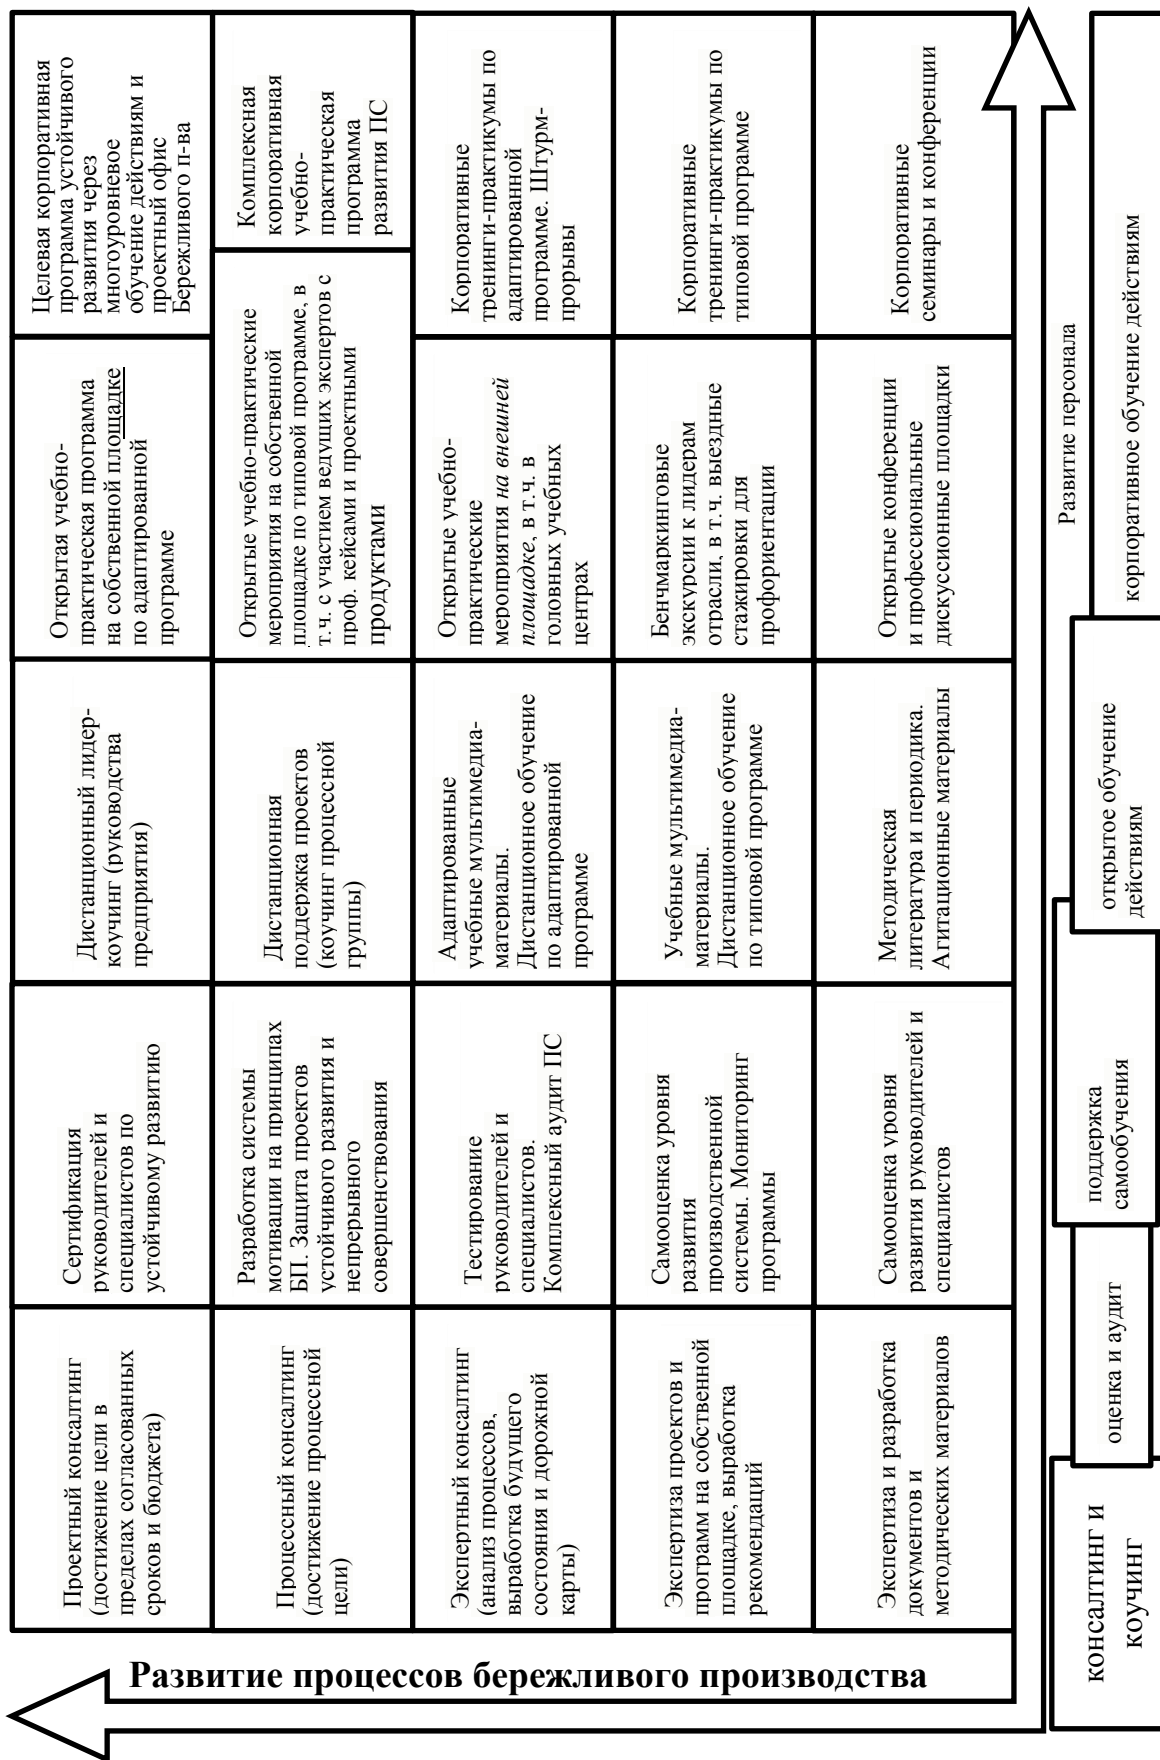 Развитие процессов бережливого производства
Проектный консалтинг
(достижение цели в
пределах согласованных
сроков и бюджета)
Сертификация
руководителей и
специалистов по
устойчивому развитию
Дистанционный лидер-
коучинг (руководства
предприятия)
Открытая учебно-
практическая программа
на собственной площадке
по адаптированной
программе
Целевая корпоративная
программа устойчивого
развития через
многоуровневое
обучение действиям и
проектный офис
Бережливого п-ва
Процессный консалтинг
(достижение процессной
цели)
Разработка системы
мотивации на принципах
БП. Защита проектов
устойчивого развития и
непрерывного
совершенствования
Дистанционная
поддержка проектов
(коучинг процессной
группы)
Открытые учебно-практические
мероприятия на собственной
площадке по типовой программе, в
т.ч. с участием ведущих экспертов с
проф. кейсами и проектными
продуктами
Комплексная
корпоративная
учебно-
практическая
программа
развития ПС
Экспертный консалтинг
(анализ процессов,
выработка будущего
состояния и дорожной
карты)
Тестирование
руководителей и
специалистов.
Комплексный аудит ПС
Адаптированные
учебные мультимедиа-
материалы.
Дистанционное обучение
по адаптированной
программе
Открытые учебно-
практические
мероприятия на внешней
площадке, в т.ч. в
головных учебных
центрах
Корпоративные
тренинги-практикумы по
адаптированной
программе. Штурм-
прорывы
Экспертиза проектов и
программ на собственной
площадке, выработка
рекомендаций
Самооценка уровня
развития
производственной
системы. Мониторинг
программы
Учебные мультимедиа-
материалы.
Дистанционное обучение
по типовой программе
Бенчмаркинговые
экскурсии к лидерам
отрасли, в т.ч. выездные
стажировки для
профориентации
Корпоративные
тренинги-практикумы по
типовой программе
Экспертиза и разработка
документов и
методических материалов
Самооценка уровня
развития руководителей и
специалистов
Методическая
литература и периодика.
Агитационные материалы
Открытые конференции
и профессиональные
дискуссионные площадки
Корпоративные
семинары и конференции
Развитие персонала
консалтинг и
коучинг
оценка и аудит
поддержка
самообучения
открытое обучение
действиям
корпоративное обучение действиям